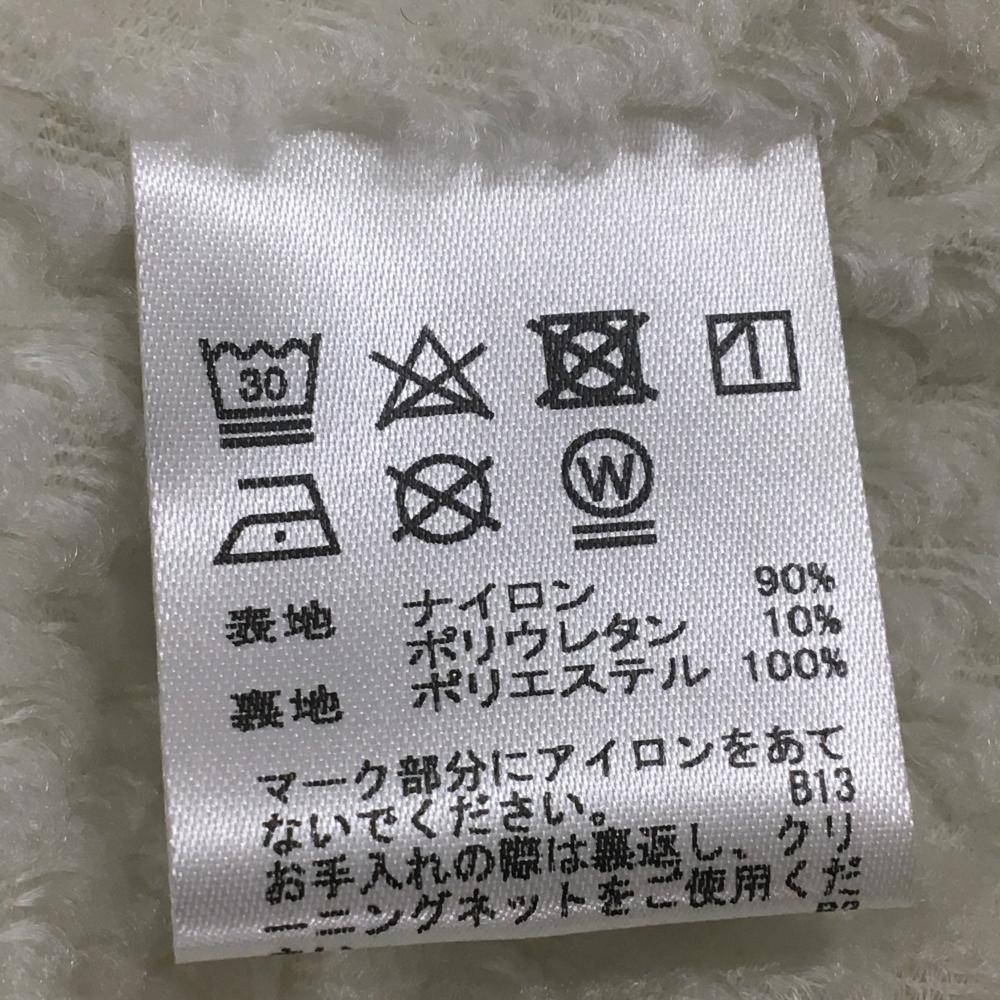 30
W
表地 ナイロン 90%
ポリウレタン 10%
裏地 ポリエステル 100%
マーク部分にアイロンをあて
ないでください。 B13
お手入れの際は裏返し、クリ
ーニングネットをご使用くだ